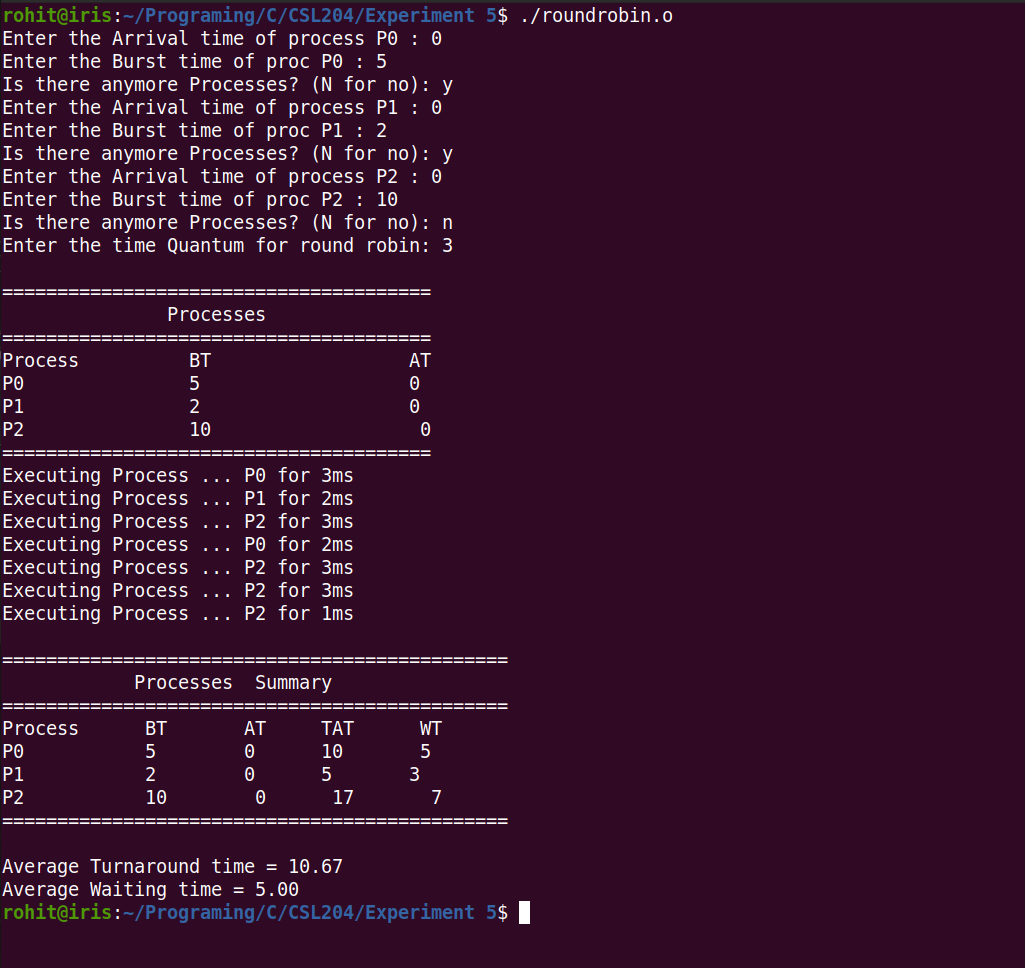 rohit@iris:~/Programing/C/CSL204/Experiment 5$ ./roundrobin.o
Enter the Arrival time of process P0 : 0
Enter the Burst time of proc P0 : 5
Is there anymore Processes? (N for no): y
Enter the Arrival time of process P1 : 0
Enter the Burst time of proc P1 : 2
Is there anymore Processes? (N for no): y
Enter the Arrival time of process P2 : 0
Enter the Burst time of proc P2 : 10
Is there anymore Processes? (N for no): n
Enter the time Quantum for round robin: 3

=======================================
               Processes
=======================================
Process          BT                  AT
P0               5                   0
P1               2                   0
P2               10                   0
=======================================
Executing Process ... P0 for 3ms
Executing Process ... P1 for 2ms
Executing Process ... P2 for 3ms
Executing Process ... P0 for 2ms
Executing Process ... P2 for 3ms
Executing Process ... P2 for 3ms
Executing Process ... P2 for 1ms

==============================================
            Processes  Summary
==============================================
Process      BT       AT     TAT      WT
P0           5        0      10       5
P1           2        0      5       3
P2           10        0      17       7
==============================================

Average Turnaround time = 10.67
Average Waiting time = 5.00
rohit@iris:~/Programing/C/CSL204/Experiment 5$